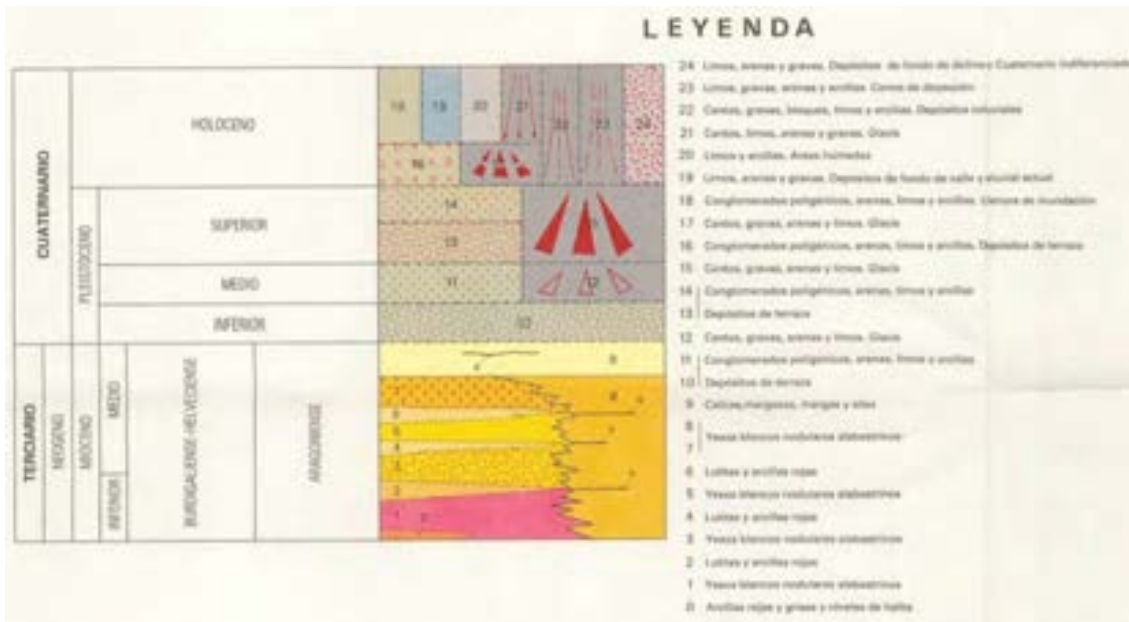 LEYENDA
24 Limos, arenas y gravas. Depósitos de fondo de dolina y Cuaternario indiferenciado
23 Limos, gravas, arenas y arcillas. Conos de deyección
22 Cantos, gravas, bloques, limos y arcillas. Depósitos coluviales
21 Cantos, limos, arenas y gravas. Glacis
20 Limos y arcillas. Áreas húmedas
19 Limos, arenas y gravas. Depósitos de fondo de valle y aluvial actual
18 Conglomerados poligénicos, arenas, limos y arcillas. Llanura de inundación
17 Cantos, gravas, arenas y limos. Glacis
16 Conglomerados poligénicos, arenas, limos y arcillas. Depósitos de terraza
15 Cantos, gravas, arenas y limos. Glacis
14 Conglomerados poligénicos, arenas, limos y arcillas
13 Depósitos de terraza
12 Cantos, gravas, arenas y limos. Glacis
11 Conglomerados poligénicos, arenas, limos y arcillas
10 Depósitos de terraza
9 Calizas, margosas, margas y
8
Yesos blancos nodulares alabastrinos
7
6 Lutitas y arcillas rojas
5 Yesos blancos nodulares alabastrinos
4 Lutitas y arcillas rojas
3 Yesos blancos nodulares alabastrinos
2 Lutitas y arcillas rojas
1 Yesos blancos nodulares alabastrinos
0 Arcillas rojas y grises y niveles de halita
CUATERNARIO
HOLOCENO
PLEISTOCENO
SUPERIOR
MEDIO
INFERIOR
TERCIARIO
NEOGENO
MIOCENO
MEDIO
INFERIOR
BURDIGALIENSE-HELVECIENSE
ARAGONIENSE
18 19 20 21
22 23 24
16
14
13
11 12
9
8
3
2
1